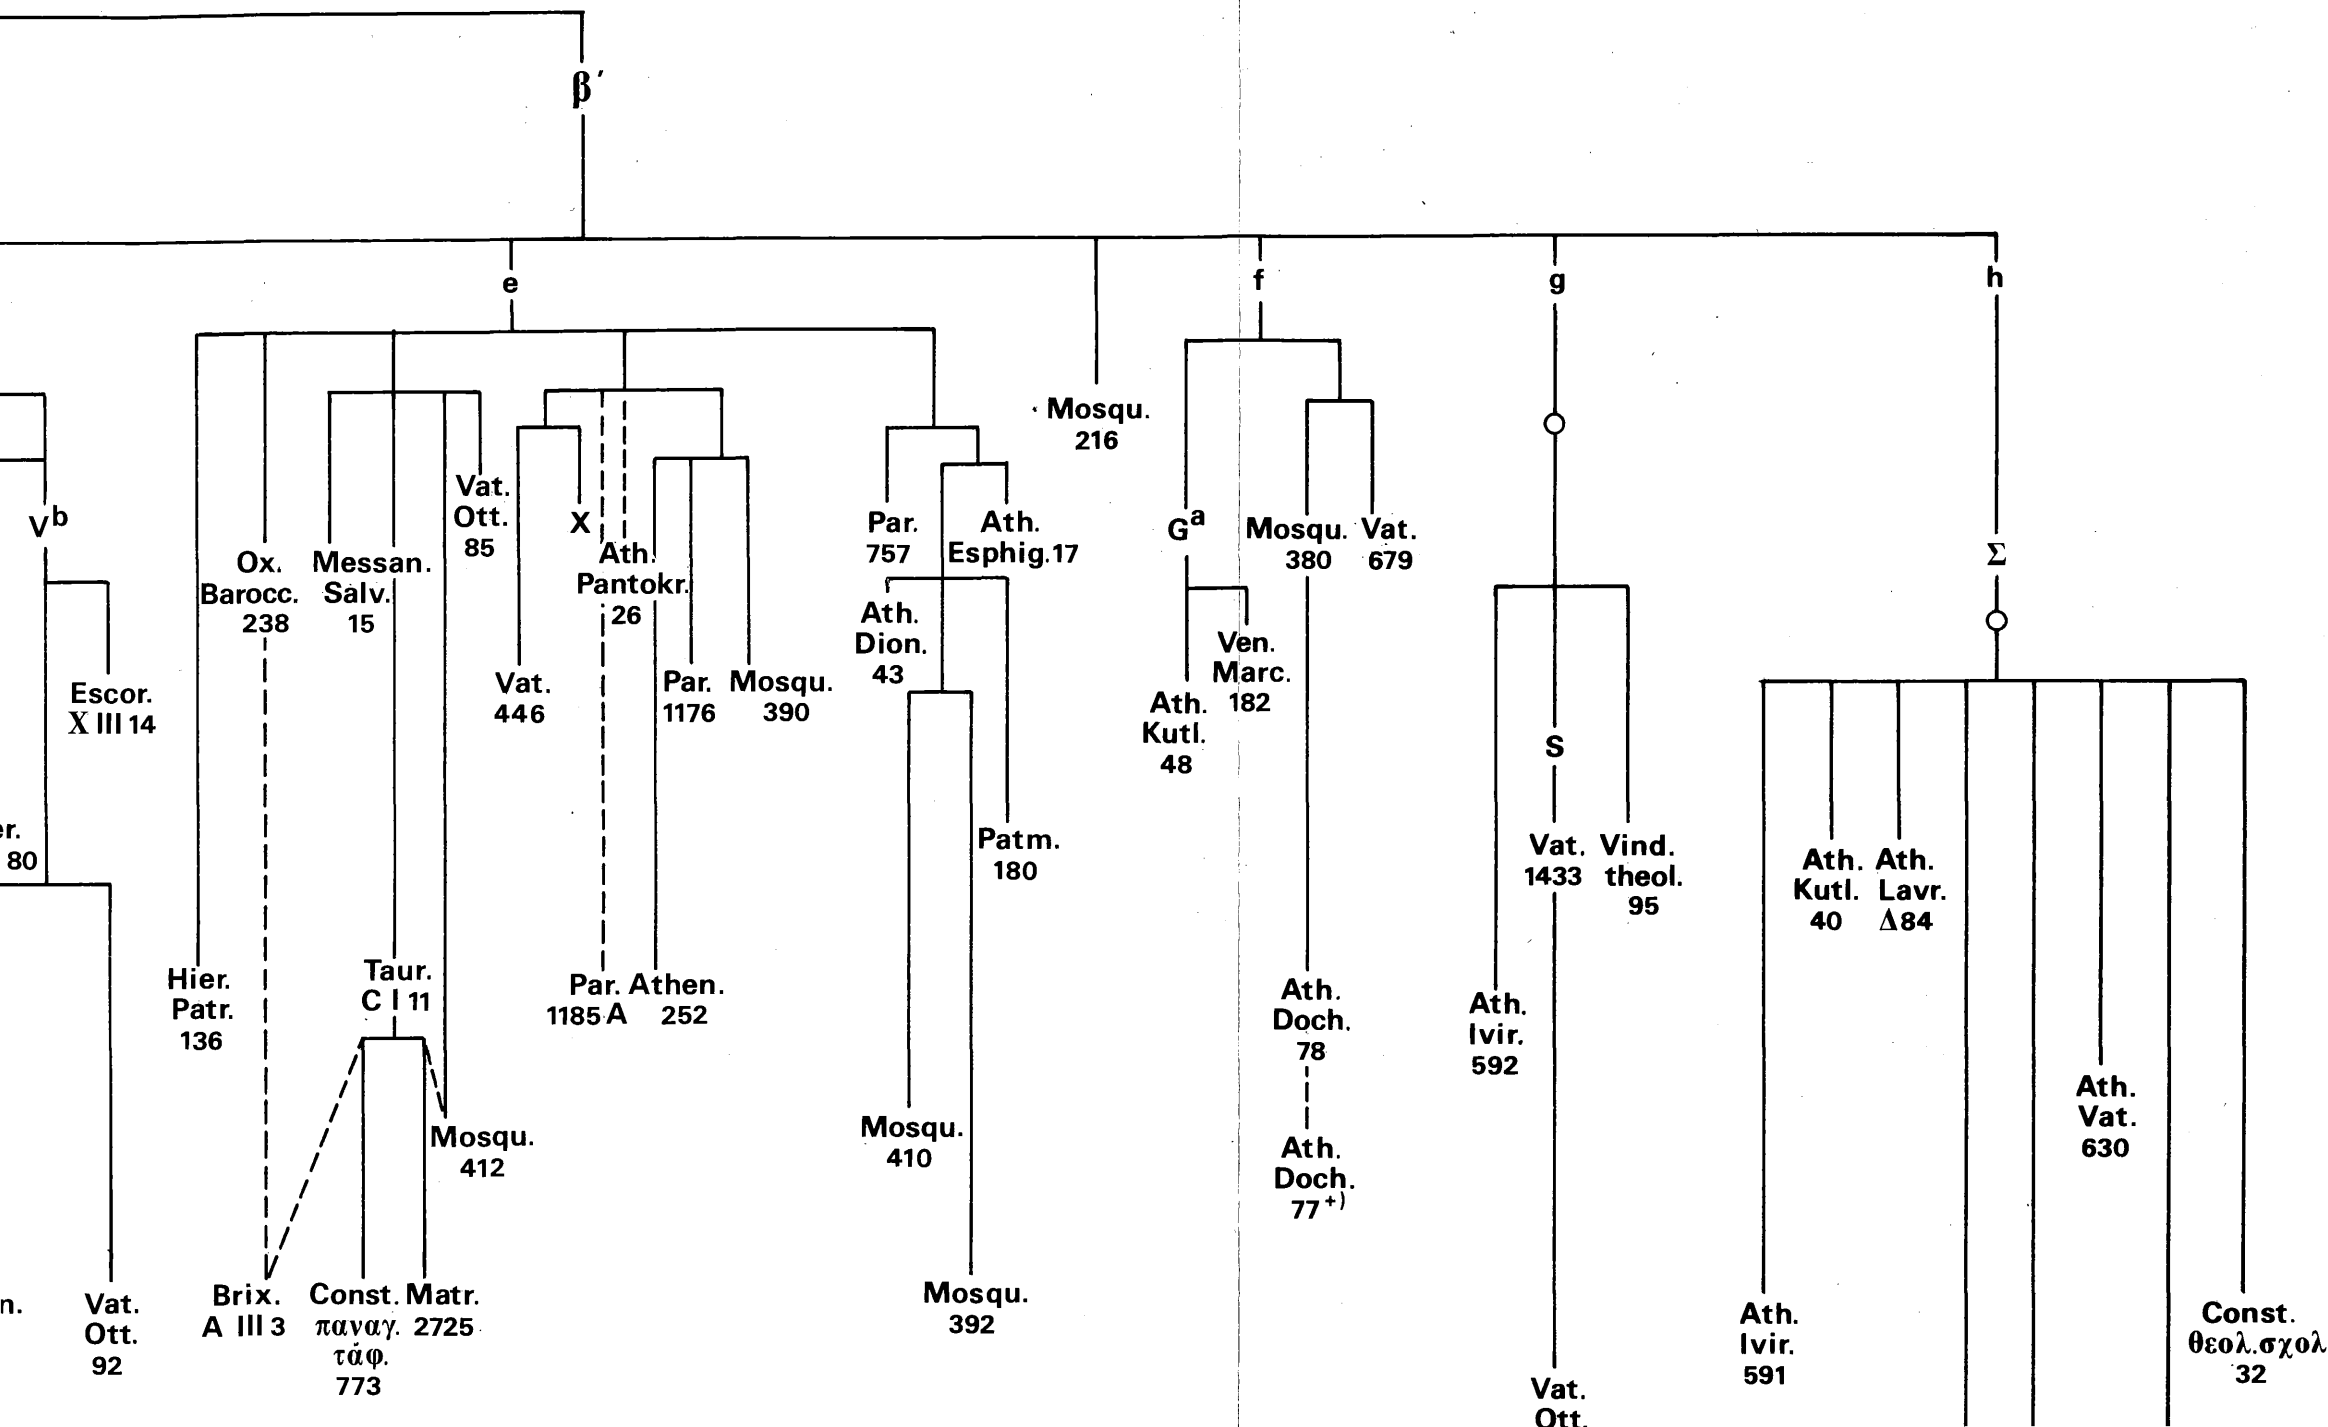 β′
e
f
g
h
Mosqu.
216
Vᵇ
Vat.
Ott.
85
X
Ath.
Pantokr.
26
Par.
757
Ath.
Esphig.17
Gᵃ
Mosqu.
380
Vat.
679
Σ
Ox.
Barocc.
238
Messan.
Salv.
15
Ath.
Dion.
43
Ven.
Marc.
182
Escor.
X III 14
Vat.
446
Par.
1176
Mosqu.
390
Ath.
Kutl.
48
S
er.
80
Patm.
180
Vat.
1433
Vind.
theol.
95
Ath.
Kutl.
40
Ath.
Lavr.
Δ84
Hier.
Patr.
136
Taur.
C I 11
Par.
1185 A
Athen.
252
Ath.
Doch.
78
Ath.
Ivir.
592
Mosqu.
412
Mosqu.
410
Ath.
Doch.
77⁺⁾
Ath.
Vat.
630
n.
Vat.
Ott.
92
Brix.
A III 3
Const.
παναγ.
τάφ.
773
Matr.
2725
Mosqu.
392
Ath.
Ivir.
591
Const.
θεολ.σχολ
32
Vat.
Ott.